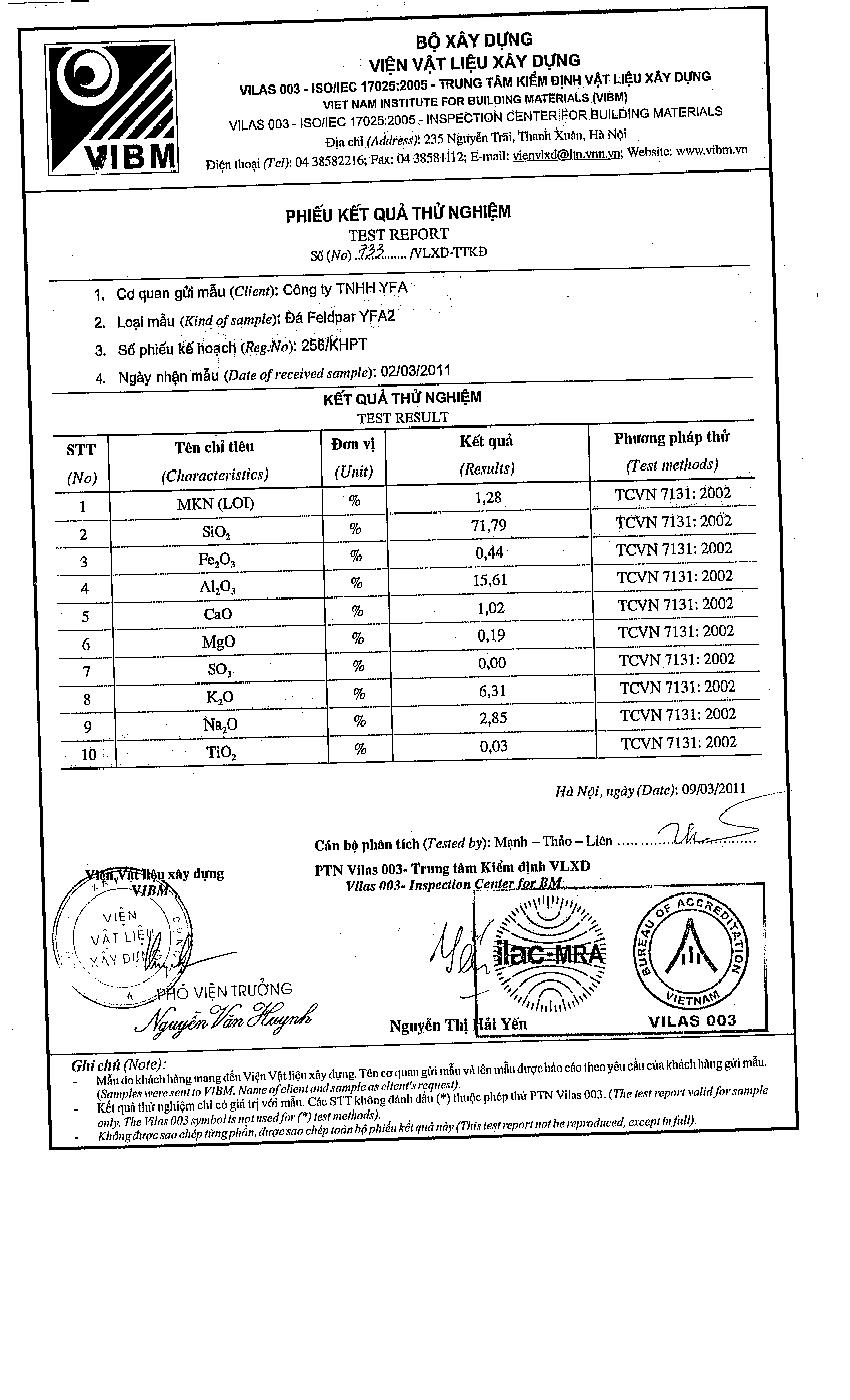 VIBM
BỘ XÂY DỰNG
VIỆN VẬT LIỆU XÂY DỰNG
VILAS 003 - ISO/IEC 17025:2005 - TRUNG TÂM KIỂM ĐỊNH VẬT LIỆU XÂY DỰNG
VIET NAM INSTITUTE FOR BUILDING MATERIALS (VIBM)
VILAS 003 - ISO/IEC 17025:2005 - INSPECTION CENTER FOR BUILDING MATERIALS
Địa chỉ (Address): 235 Nguyễn Trãi, Thanh Xuân, Hà Nội
Điện thoại (Tel): 04 38582216; Fax: 04 38581112; E-mail: vienvlxd@hn.vnn.vn; Website: www.vibm.vn
PHIẾU KẾT QUẢ THỬ NGHIỆM
TEST REPORT
Số (No) 733 /VLXD-TTKĐ
1. Cơ quan gửi mẫu (Client): Công ty TNHH YFA
2. Loại mẫu (Kind of sample): Đá Feldpar YFA2
3. Số phiếu kế hoạch (Reg.No): 256/KHPT
4. Ngày nhận mẫu (Date of received sample): 02/03/2011
KẾT QUẢ THỬ NGHIỆM
TEST RESULT
STT Tên chỉ tiêu Đơn vị Kết quả Phương pháp thử
(No) (Characteristics) (Unit) (Results) (Test methods)
1 MKN (LOI) % 1,28 TCVN 7131: 2002
2 SiO₂ % 71,79 TCVN 7131: 2002
3 Fe₂O₃ % 0,44 TCVN 7131: 2002
4 Al₂O₃ % 15,61 TCVN 7131: 2002
5 CaO % 1,02 TCVN 7131: 2002
6 MgO % 0,19 TCVN 7131: 2002
7 SO₃ % 0,00 TCVN 7131: 2002
8 K₂O % 6,31 TCVN 7131: 2002
9 Na₂O % 2,85 TCVN 7131: 2002
10 TiO₂ % 0,03 TCVN 7131: 2002
Hà Nội, ngày (Date): 09/03/2011
Cán bộ phân tích (Tested by): Mạnh – Thảo – Liên
Viện Vật liệu xây dựng
VIBM
PTN Vilas 003- Trung tâm Kiểm định VLXD
Vilas 003- Inspection Center for BM
VIỆN
VẬT LIỆU
XÂY DỰNG
PHÓ VIỆN TRƯỞNG
Nguyễn Văn Huynh
Yến
Nguyễn Thị Hải Yến
ilac-MRA
BUREAU OF ACCREDITATION
VIETNAM
VILAS 003
Ghi chú (Note):
- Mẫu do khách hàng mang đến Viện Vật liệu xây dựng. Tên cơ quan gửi mẫu và tên mẫu được báo cáo theo yêu cầu của khách hàng gửi mẫu.
(Samples were sent to VIBM. Name of client and sample as client's request).
- Kết quả thử nghiệm chỉ có giá trị với mẫu. Các STT không đánh dấu (*) thuộc phép thử PTN Vilas 003. (The test report valid for sample
only. The Vilas 003 symbol is not used for (*) test methods).
- Không được sao chép từng phần, được sao chép toàn bộ phiếu kết quả này (This test report not be reproduced, except in full).